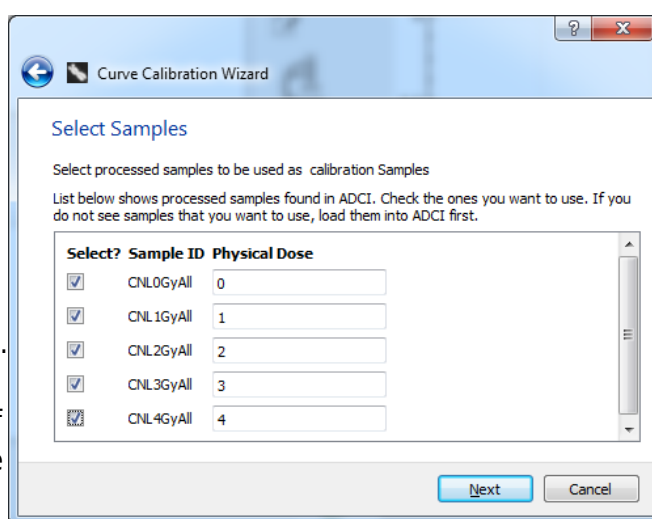 Curve Calibration Wizard
Select Samples
Select processed samples to be used as calibration Samples
List below shows processed samples found in ADCI. Check the ones you want to use. If you
do not see samples that you want to use, load them into ADCI first.
Select? Sample ID Physical Dose
CNL0GyAll 0
CNL1GyAll 1
CNL2GyAll 2
CNL3GyAll 3
CNL4GyAll 4
Next Cancel